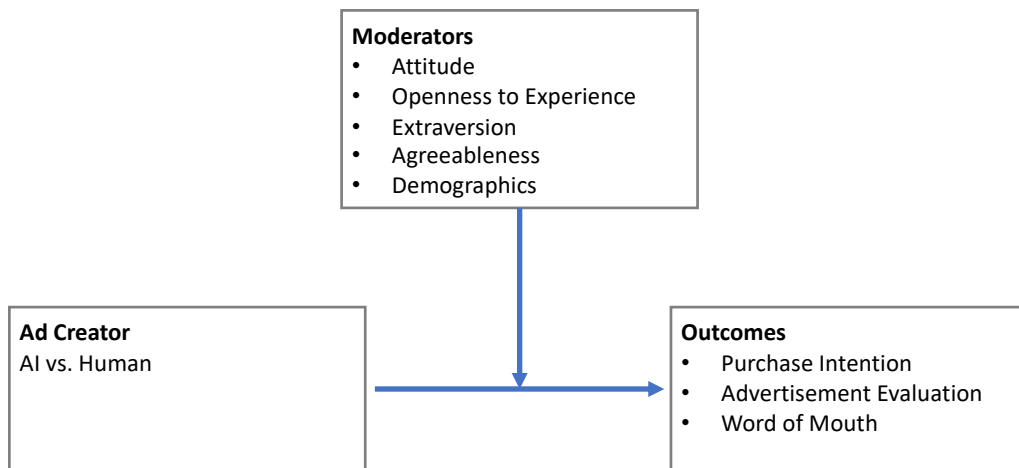 Moderators
• Attitude
• Openness to Experience
• Extraversion
• Agreeableness
• Demographics
Ad Creator
AI vs. Human
Outcomes
• Purchase Intention
• Advertisement Evaluation
• Word of Mouth